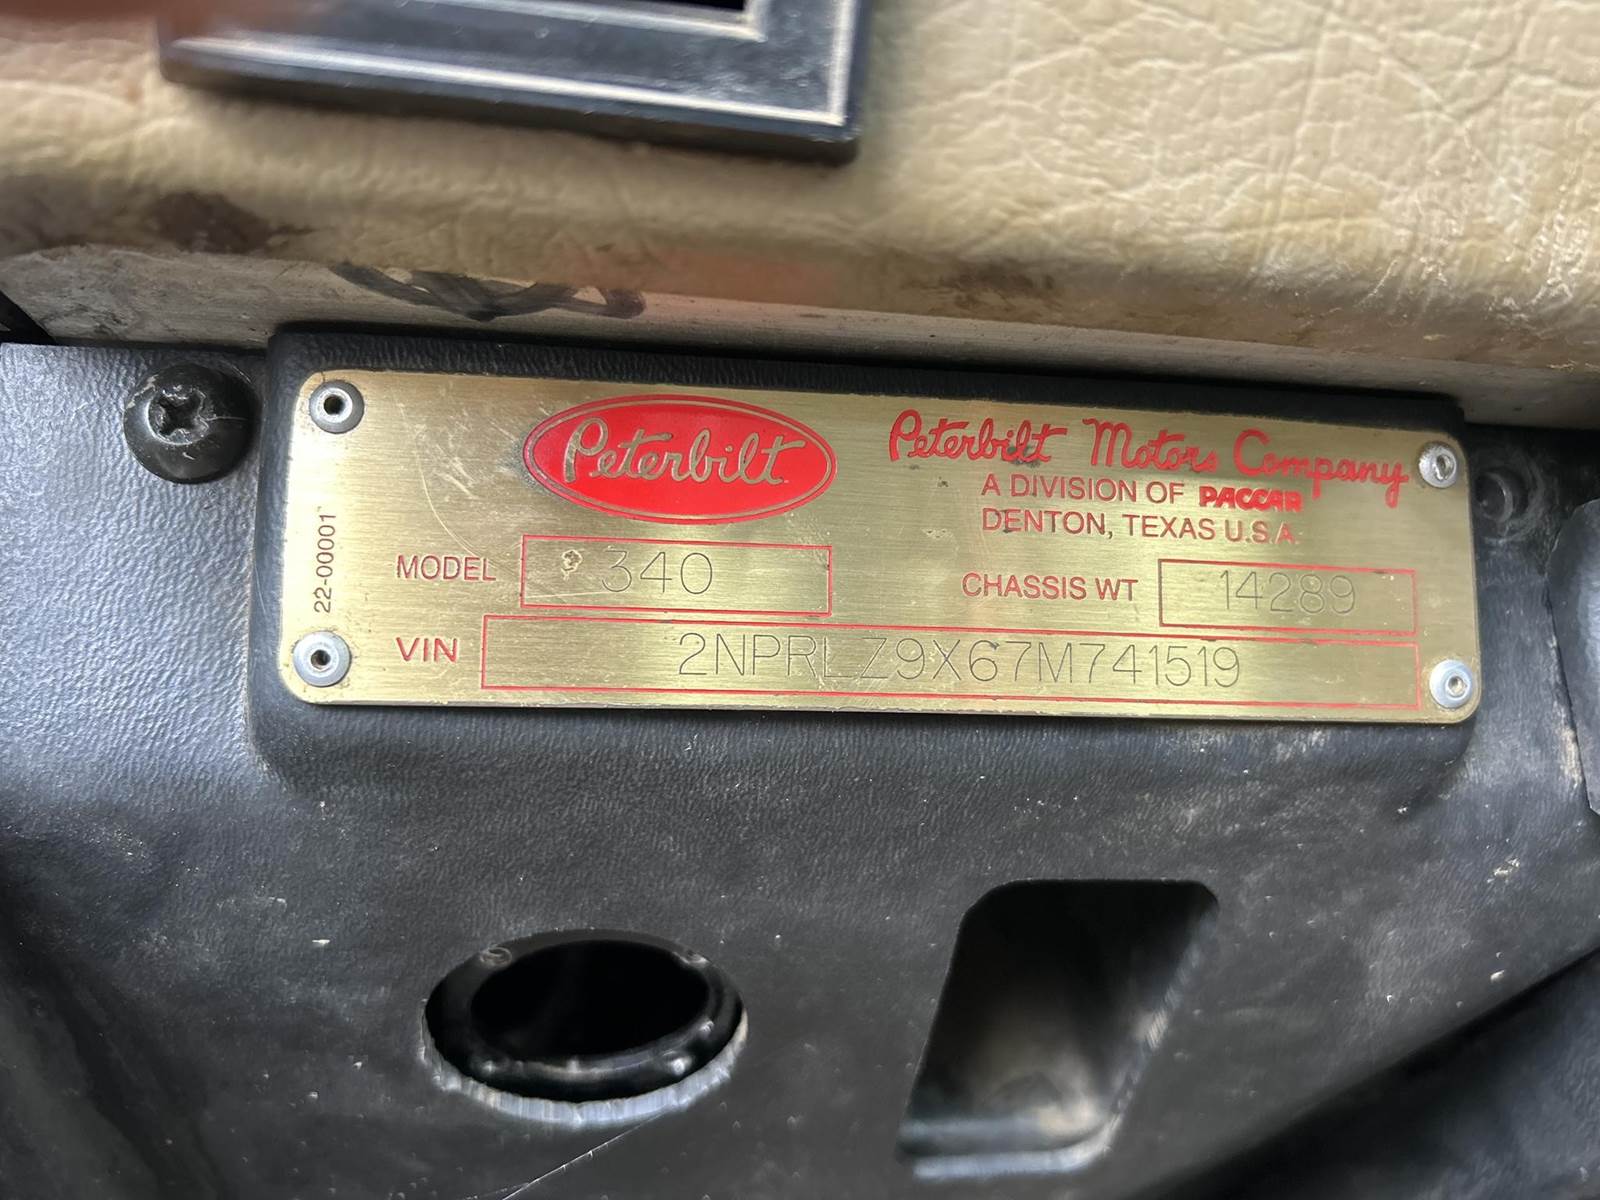 Peterbilt
Peterbilt Motors Company
A DIVISION OF PACCAR
DENTON, TEXAS U.S.A.
22-00001
MODEL 340
CHASSIS WT 14289
VIN 2NPRLZ9X67M741519